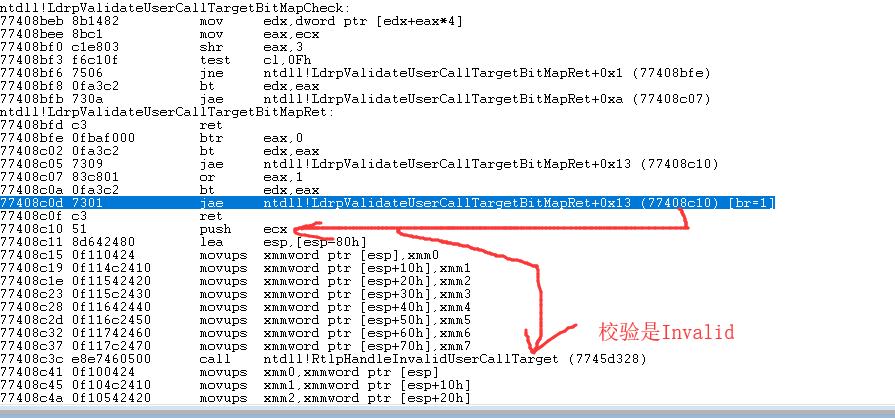 ntdll!LdrpValidateUserCallTargetBitMapCheck:
77408beb 8b1482 mov edx,dword ptr [edx+eax*4]
77408bee 8bc1 mov eax,ecx
77408bf0 c1e803 shr eax,3
77408bf3 f6c10f test cl,0Fh
77408bf6 7506 jne ntdll!LdrpValidateUserCallTargetBitMapRet+0x1 (77408bfe)
77408bf8 0fa3c2 bt edx,eax
77408bfb 730a jae ntdll!LdrpValidateUserCallTargetBitMapRet+0xa (77408c07)
ntdll!LdrpValidateUserCallTargetBitMapRet:
77408bfd c3 ret
77408bfe 0fbaf000 btr eax,0
77408c02 0fa3c2 bt edx,eax
77408c05 7309 jae ntdll!LdrpValidateUserCallTargetBitMapRet+0x13 (77408c10)
77408c07 83c801 or eax,1
77408c0a 0fa3c2 bt edx,eax
77408c0d 7301 jae ntdll!LdrpValidateUserCallTargetBitMapRet+0x13 (77408c10) [br=1]
77408c0f c3 ret
77408c10 51 push ecx
77408c11 8d642480 lea esp,[esp-80h]
77408c15 0f110424 movups xmmword ptr [esp],xmm0
77408c19 0f114c2410 movups xmmword ptr [esp+10h],xmm1
77408c1e 0f11542420 movups xmmword ptr [esp+20h],xmm2
77408c23 0f115c2430 movups xmmword ptr [esp+30h],xmm3
77408c28 0f11642440 movups xmmword ptr [esp+40h],xmm4
77408c2d 0f116c2450 movups xmmword ptr [esp+50h],xmm5
77408c32 0f11742460 movups xmmword ptr [esp+60h],xmm6
77408c37 0f117c2470 movups xmmword ptr [esp+70h],xmm7
校验是Invalid
77408c3c e8e7460500 call ntdll!RtlpHandleInvalidUserCallTarget (7745d328)
77408c41 0f100424 movups xmm0,xmmword ptr [esp]
77408c45 0f104c2410 movups xmm1,xmmword ptr [esp+10h]
77408c4a 0f10542420 movups xmm2,xmmword ptr [esp+20h]